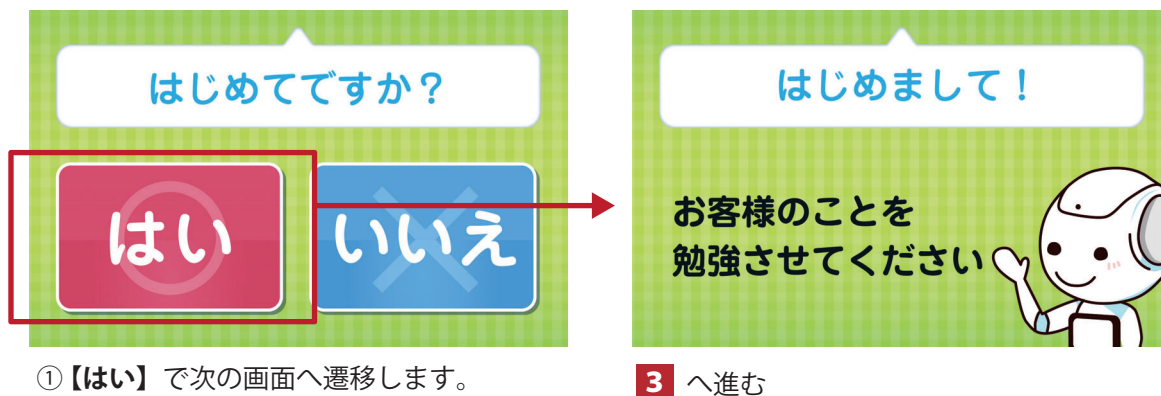 はじめてですか？
はい
いいえ
①【はい】で次の画面へ遷移します。
はじめまして！
お客様のことを
勉強させてください
3 へ進む